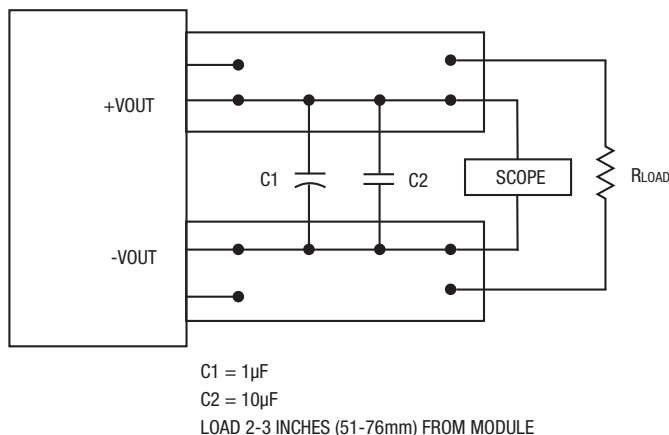 +VOUT
C1
C2
SCOPE
RLOAD
-VOUT
C1 = 1µF
C2 = 10µF
LOAD 2-3 INCHES (51-76mm) FROM MODULE